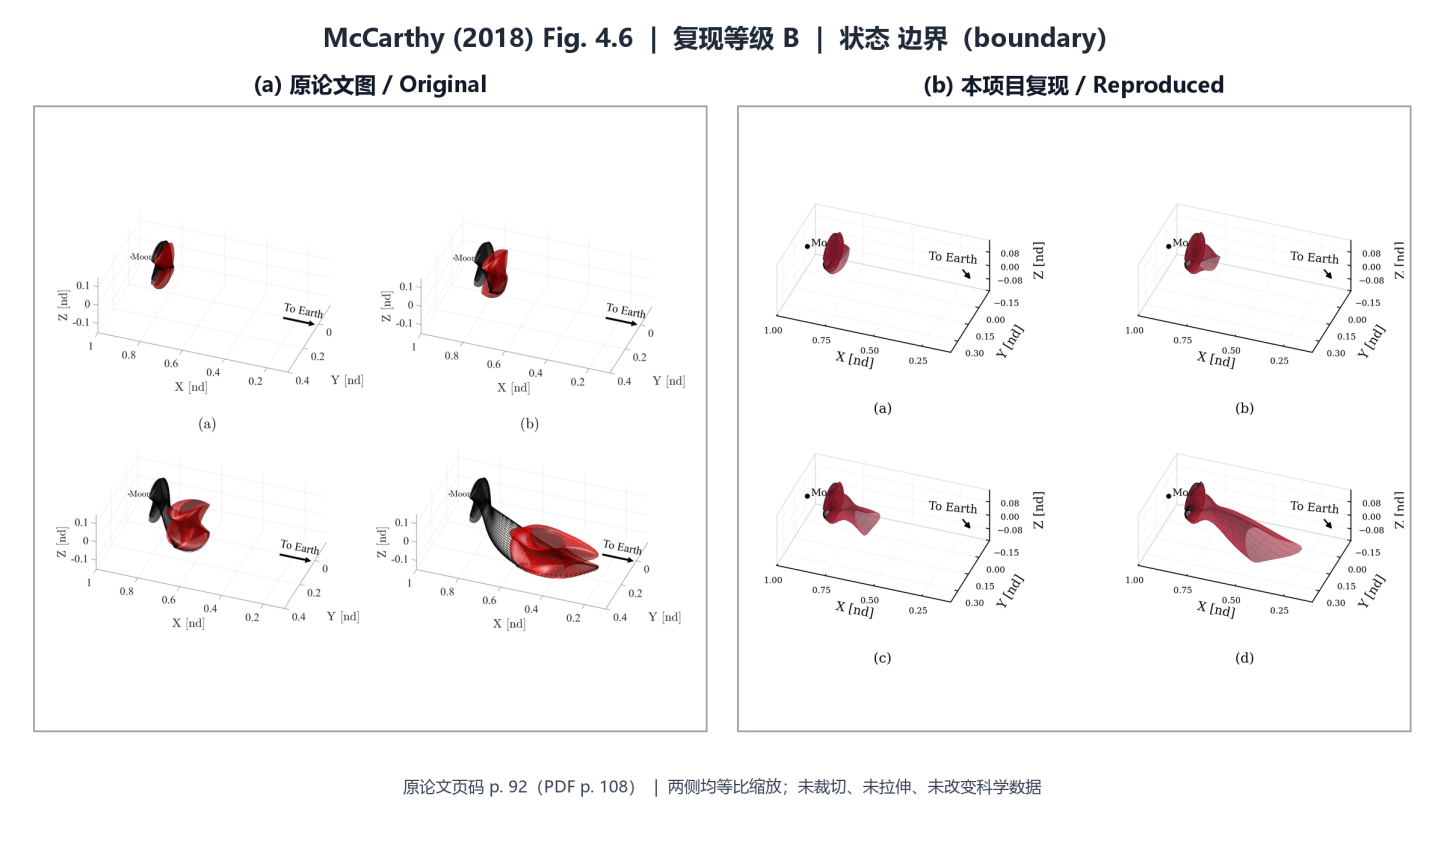 McCarthy (2018) Fig. 4.6 | 复现等级 B | 状态 边界（boundary）
(a) 原论文图 / Original
(b) 本项目复现 / Reproduced
Moon
To Earth
Z [nd]
0.1
0
-0.1
1
0.8
0.6
0.4
0.2
0
0.2
0.4
X [nd]
Y [nd]
(a)
Moon
To Earth
Z [nd]
0.1
0
-0.1
1
0.8
0.6
0.4
0.2
0
0.2
0.4
X [nd]
Y [nd]
(b)
Moon
To Earth
Z [nd]
0.1
0
-0.1
1
0.8
0.6
0.4
0.2
0
0.2
0.4
X [nd]
Y [nd]
Moon
To Earth
Z [nd]
0.1
0
-0.1
1
0.8
0.6
0.4
0.2
0
0.2
0.4
X [nd]
Y [nd]
Mo
To Earth
0.08
0.00
−0.08
Z [nd]
−0.15
0.00
0.15
0.30
Y [nd]
1.00
0.75
0.50
0.25
X [nd]
(a)
Mo
To Earth
0.08
0.00
−0.08
Z [nd]
−0.15
0.00
0.15
0.30
Y [nd]
1.00
0.75
0.50
0.25
X [nd]
(b)
Mo
To Earth
0.08
0.00
−0.08
Z [nd]
−0.15
0.00
0.15
0.30
Y [nd]
1.00
0.75
0.50
0.25
X [nd]
(c)
Mo
To Earth
0.08
0.00
−0.08
Z [nd]
−0.15
0.00
0.15
0.30
Y [nd]
1.00
0.75
0.50
0.25
X [nd]
(d)
原论文页码 p. 92（PDF p. 108） | 两侧均等比缩放；未裁切、未拉伸、未改变科学数据